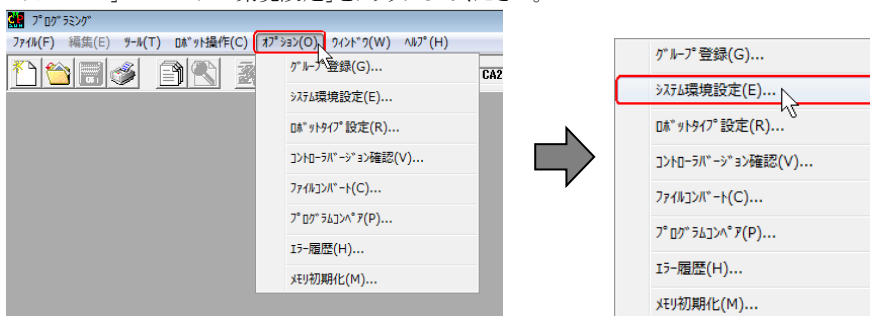 ﾌﾟﾛｸﾞﾗﾐﾝｸﾞ
ﾌｧｲﾙ(F) 編集(E) ﾂｰﾙ(T) ﾛﾎﾞｯﾄ操作(C) ｵﾌﾟｼｮﾝ(O) ｳｨﾝﾄﾞｳ(W) ﾍﾙﾌﾟ(H)
CA2
ｸﾞﾙｰﾌﾟ登録(G)...
ｼｽﾃﾑ環境設定(E)...
ﾛﾎﾞｯﾄﾀｲﾌﾟ設定(R)...
ｺﾝﾄﾛｰﾗﾊﾞｰｼﾞｮﾝ確認(V)...
ﾌｧｲﾙｺﾝﾊﾞｰﾄ(C)...
ﾌﾟﾛｸﾞﾗﾑｺﾝﾍﾟｱ(P)...
ｴﾗｰ履歴(H)...
ﾒﾓﾘ初期化(M)...
ｸﾞﾙｰﾌﾟ登録(G)...
ｼｽﾃﾑ環境設定(E)...
ﾛﾎﾞｯﾄﾀｲﾌﾟ設定(R)...
ｺﾝﾄﾛｰﾗﾊﾞｰｼﾞｮﾝ確認(V)...
ﾌｧｲﾙｺﾝﾊﾞｰﾄ(C)...
ﾌﾟﾛｸﾞﾗﾑｺﾝﾍﾟｱ(P)...
ｴﾗｰ履歴(H)...
ﾒﾓﾘ初期化(M)...